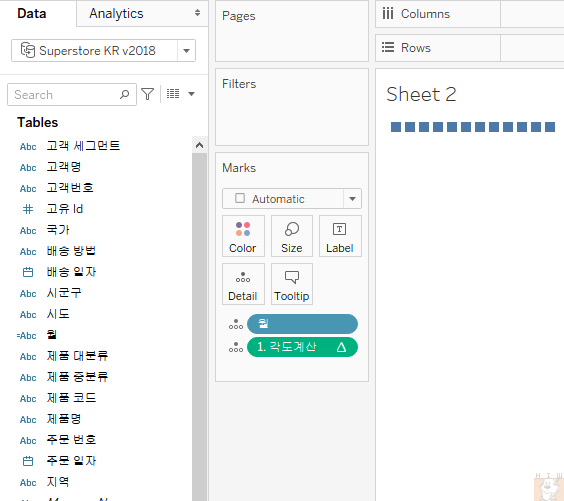 Data
Analytics
Superstore KR v2018
Search
Tables
Abc 고객 세그먼트
Abc 고객명
Abc 고객번호
# 고유 Id
Abc 국가
Abc 배송 방법
배송 일자
Abc 시군구
Abc 시도
=Abc 월
Abc 제품 대분류
Abc 제품 중분류
Abc 제품 코드
Abc 제품명
Abc 주문 번호
주문 일자
Abc 지역
Pages
Filters
Marks
Automatic
Color Size Label
Detail Tooltip
월
1. 각도계산 Δ
Columns
Rows
Sheet 2